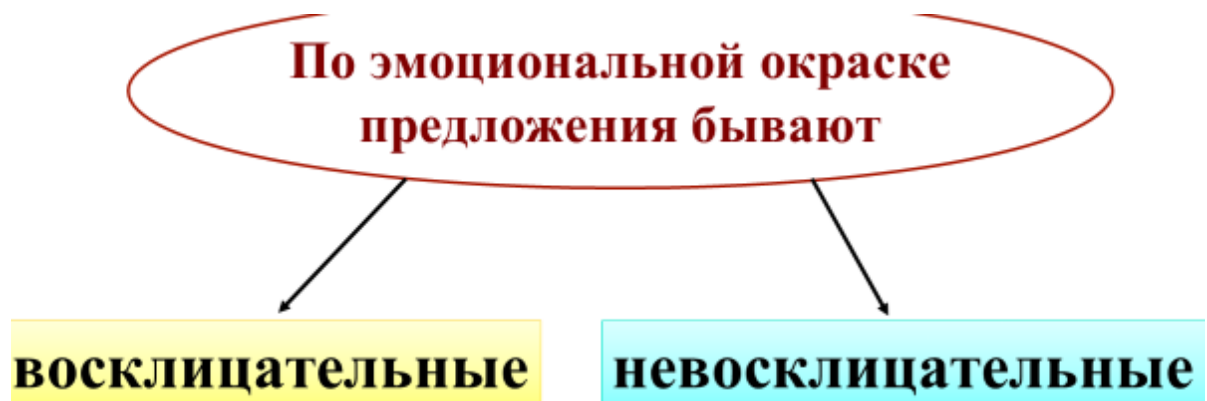 По эмоциональной окраске
предложения бывают
восклицательные
невосклицательные